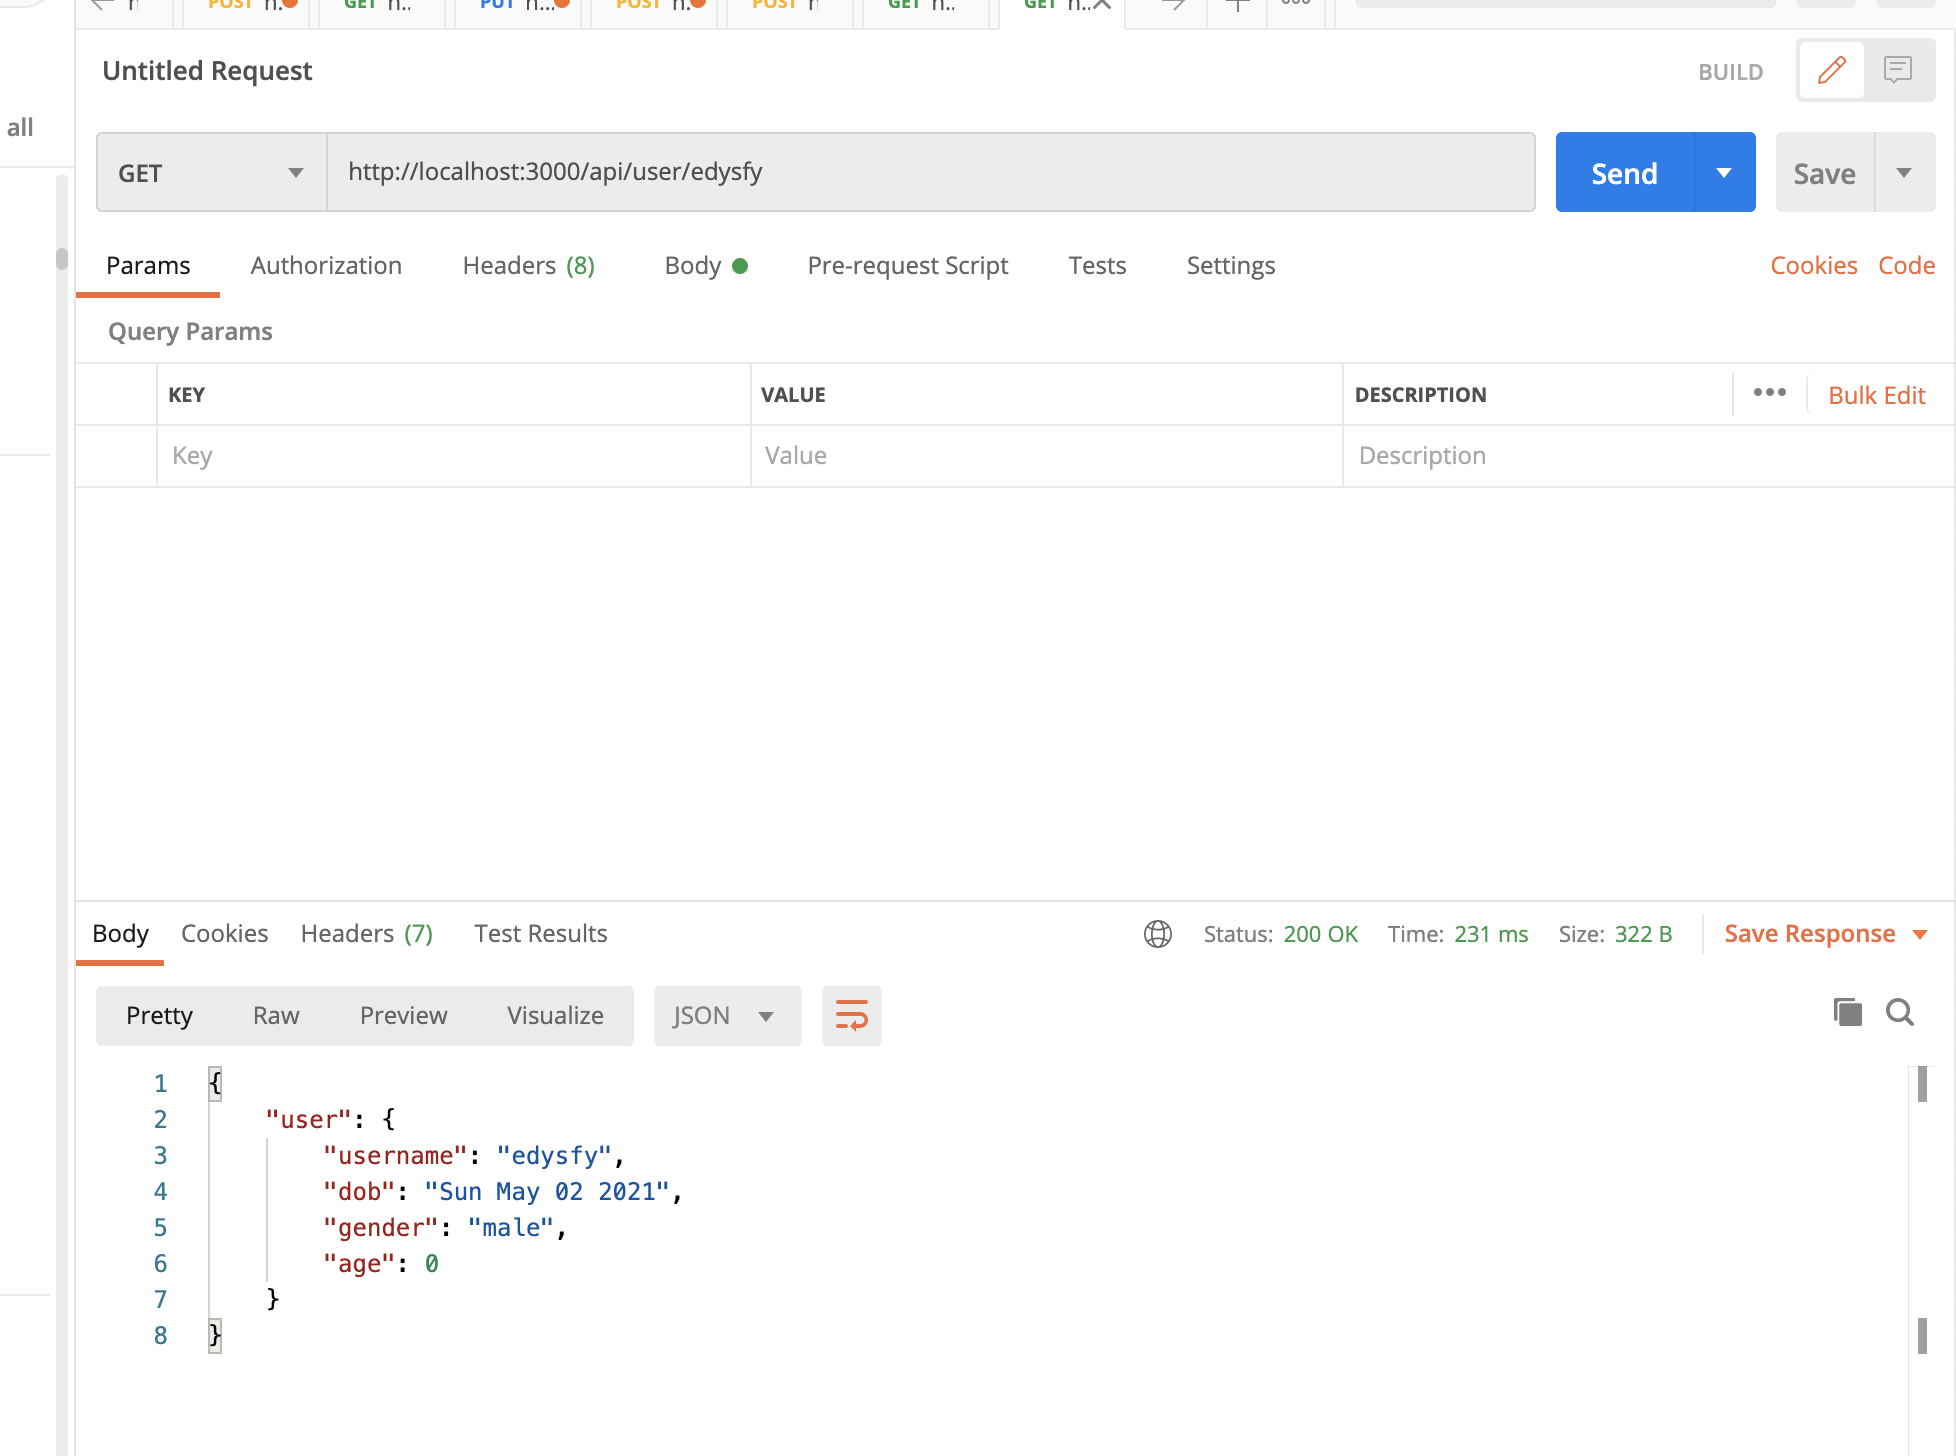 POST GET PUT POST POST GET GET
Untitled Request BUILD
all
GET http://localhost:3000/api/user/edysfy Send Save
Params Authorization Headers (8) Body Pre-request Script Tests Settings Cookies Code
Query Params
KEY VALUE DESCRIPTION ••• Bulk Edit
Key Value Description
Body Cookies Headers (7) Test Results Status: 200 OK Time: 231 ms Size: 322 B Save Response
Pretty Raw Preview Visualize JSON
1 {
2 "user": {
3 "username": "edysfy",
4 "dob": "Sun May 02 2021",
5 "gender": "male",
6 "age": 0
7 }
8 }